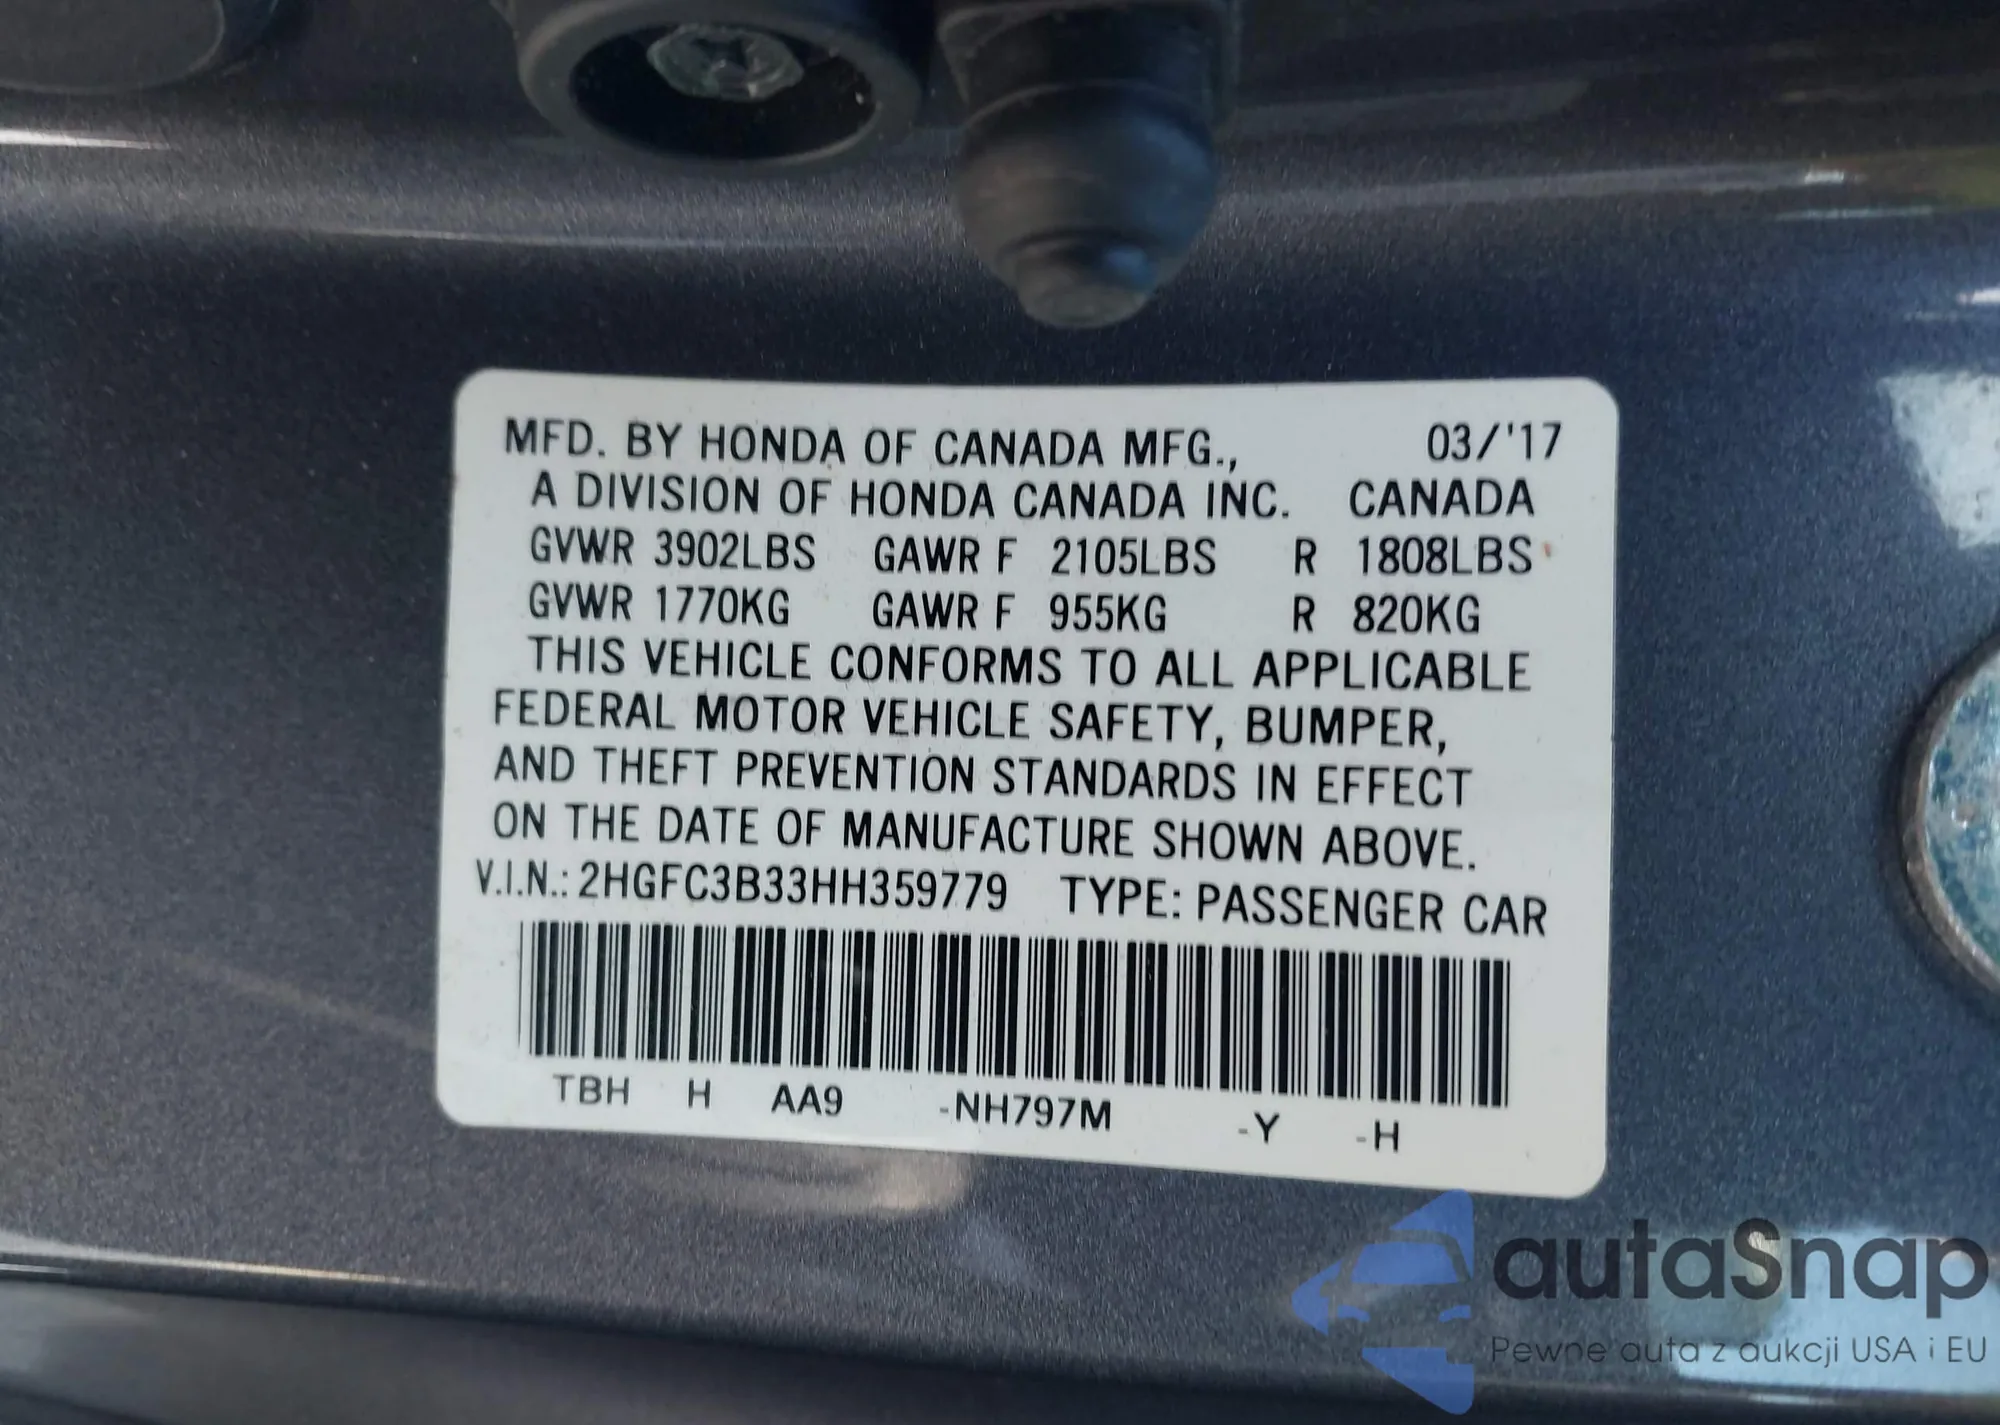 MFD. BY HONDA OF CANADA MFG., 03/'17
A DIVISION OF HONDA CANADA INC. CANADA
GVWR 3902LBS GAWR F 2105LBS R 1808LBS
GVWR 1770KG GAWR F 955KG R 820KG
THIS VEHICLE CONFORMS TO ALL APPLICABLE
FEDERAL MOTOR VEHICLE SAFETY, BUMPER,
AND THEFT PREVENTION STANDARDS IN EFFECT
ON THE DATE OF MANUFACTURE SHOWN ABOVE.
V.I.N.: 2HGFC3B33HH359779 TYPE: PASSENGER CAR
TBH H AA9 -NH797M -Y -H
autaSnap
Pewne auta z aukcji USA i EU